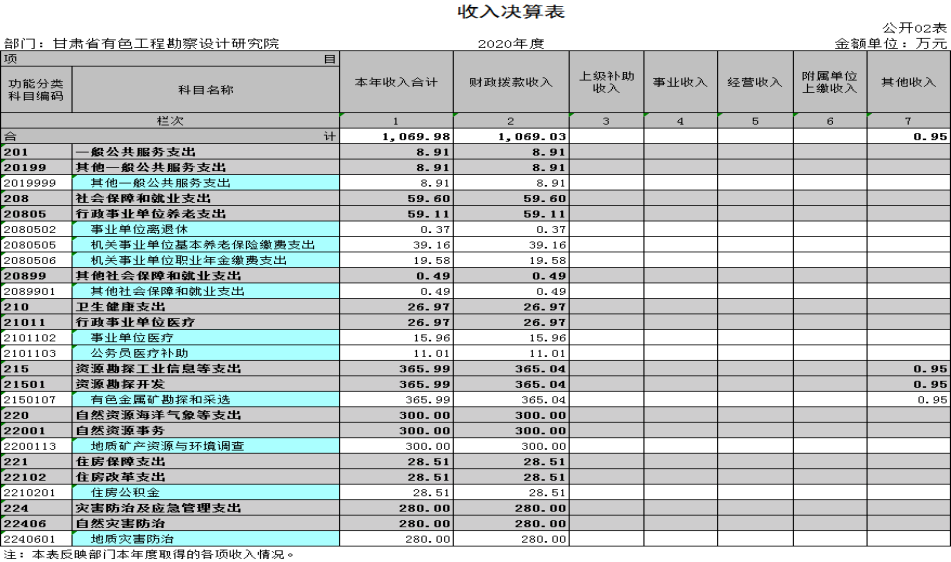 收入决算表
公开02表
部门：甘肃省有色工程勘察设计研究院 2020年度 金额单位：万元
项 目 本年收入合计 财政拨款收入 上级补助收入 事业收入 经营收入 附属单位上缴收入 其他收入
功能分类科目编码 科目名称
栏次 1 2 3 4 5 6 7
合 计 1,069.98 1,069.03 0.95
201 一般公共服务支出 8.91 8.91
20199 其他一般公共服务支出 8.91 8.91
2019999 其他一般公共服务支出 8.91 8.91
208 社会保障和就业支出 59.60 59.60
20805 行政事业单位养老支出 59.11 59.11
2080502 事业单位离退休 0.37 0.37
2080505 机关事业单位基本养老保险缴费支出 39.16 39.16
2080506 机关事业单位职业年金缴费支出 19.58 19.58
20899 其他社会保障和就业支出 0.49 0.49
2089901 其他社会保障和就业支出 0.49 0.49
210 卫生健康支出 26.97 26.97
21011 行政事业单位医疗 26.97 26.97
2101102 事业单位医疗 15.96 15.96
2101103 公务员医疗补助 11.01 11.01
215 资源勘探工业信息等支出 365.99 365.04 0.95
21501 资源勘探开发 365.99 365.04 0.95
2150107 有色金属矿勘探和采选 365.99 365.04 0.95
220 自然资源海洋气象等支出 300.00 300.00
22001 自然资源事务 300.00 300.00
2200113 地质矿产资源与环境调查 300.00 300.00
221 住房保障支出 28.51 28.51
22102 住房改革支出 28.51 28.51
2210201 住房公积金 28.51 28.51
224 灾害防治及应急管理支出 280.00 280.00
22406 自然灾害防治 280.00 280.00
2240601 地质灾害防治 280.00 280.00
注：本表反映部门本年度取得的各项收入情况。